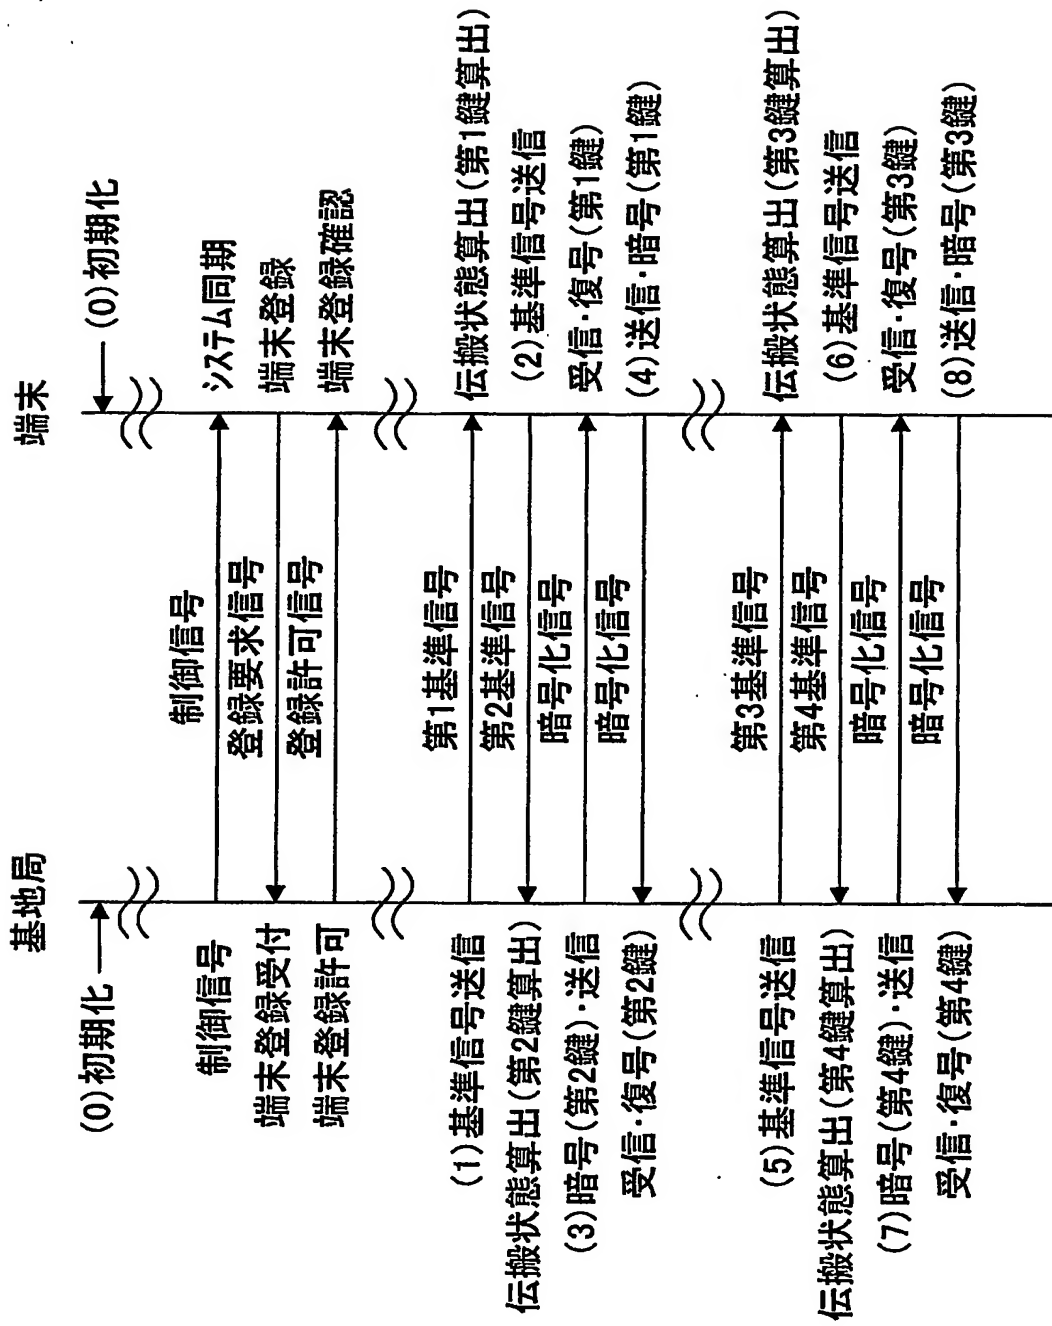 基地局
端末
(0)初期化
(0)初期化
制御信号
制御信号
システム同期
端末登録受付
登録要求信号
端末登録
端末登録許可
登録許可信号
端末登録確認
(1)基準信号送信
第1基準信号
伝搬状態算出(第1鍵算出)
伝搬状態算出(第2鍵算出)
第2基準信号
(2)基準信号送信
(3)暗号(第2鍵)・送信
暗号化信号
受信・復号(第1鍵)
受信・復号(第2鍵)
暗号化信号
(4)送信・暗号(第1鍵)
(5)基準信号送信
第3基準信号
伝搬状態算出(第3鍵算出)
伝搬状態算出(第4鍵算出)
第4基準信号
(6)基準信号送信
(7)暗号(第4鍵)・送信
暗号化信号
受信・復号(第3鍵)
受信・復号(第4鍵)
暗号化信号
(8)送信・暗号(第3鍵)